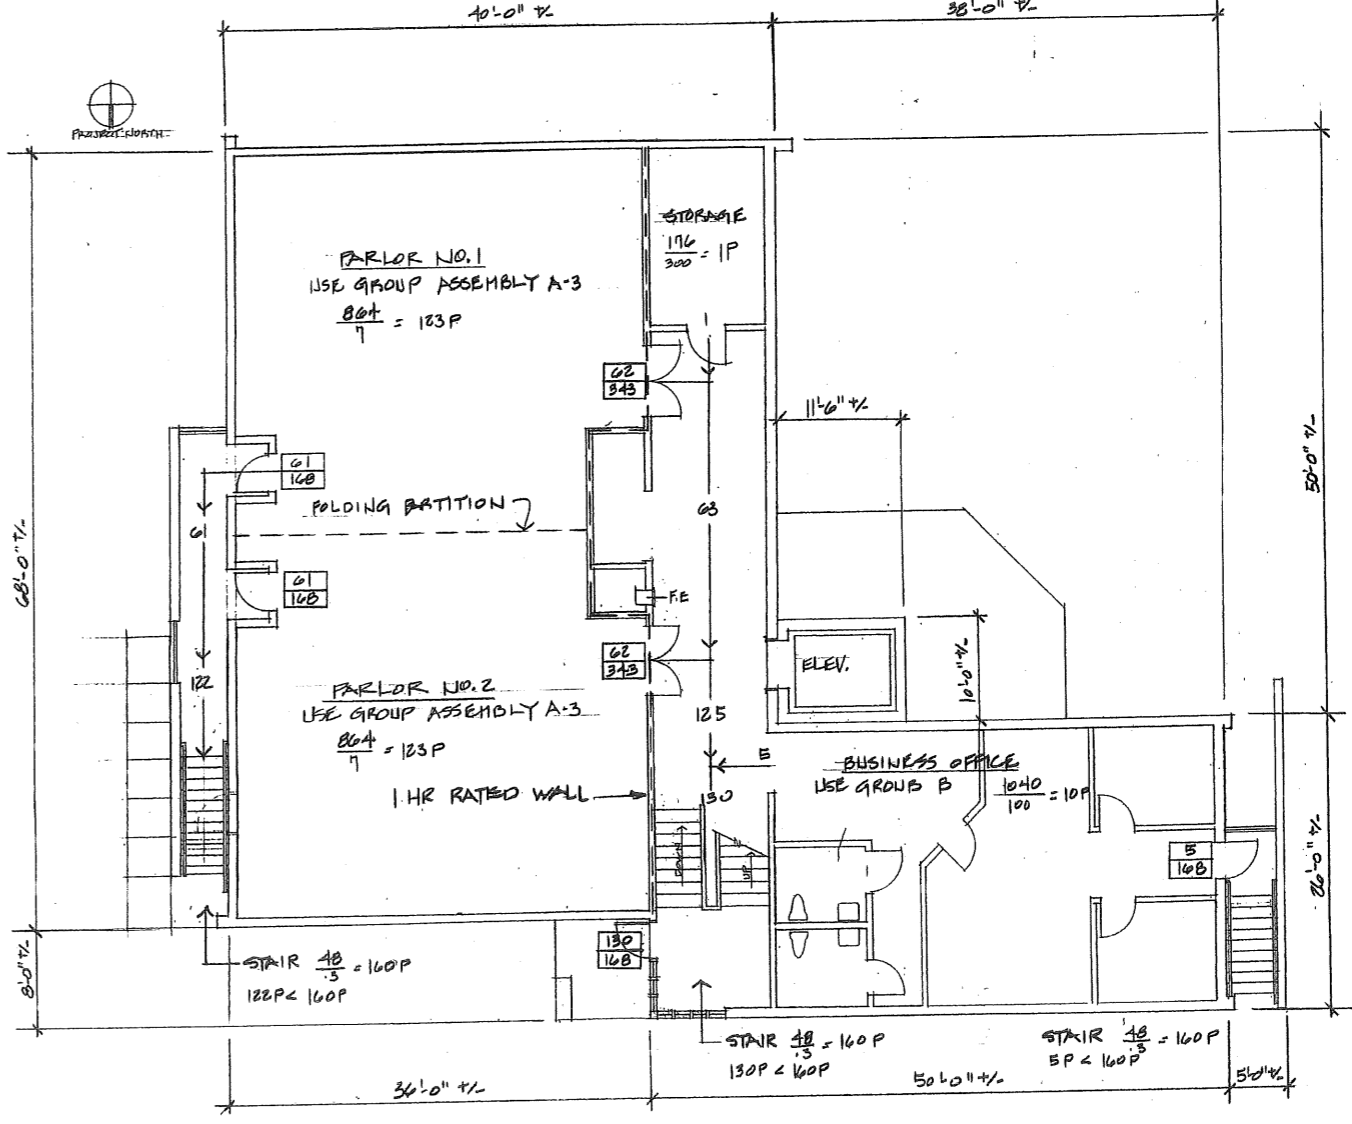 40'-0" +/-
38'-0" +/-
PROJECT NORTH
STORAGE
176
300 = 1P
PARLOR NO.1
USE GROUP ASSEMBLY A-3
864
7 = 123P
1
62
343
11'-6" +/-
61
168
FOLDING PARTITION
63
50'-0" +/-
61
68'-0" +/-
61
168
F.E
62
343
ELEV.
10'-0" +/-
122
PARLOR NO.2
USE GROUP ASSEMBLY A-3
864
7 = 123P
125
5
BUSINESS OFFICE
USE GROUP B
1040
100 = 10P
1 HR RATED WALL
130
DOWN
UP
5
168
26'-0" +/-
130
168
8'-0" +/-
STAIR 48
.3 = 160P
122P < 160P
STAIR 48
.3 = 160P
130P < 160P
STAIR 48
.3 = 160P
5P < 160P
36'-0" +/-
50'-0" +/-
5'-0" +/-